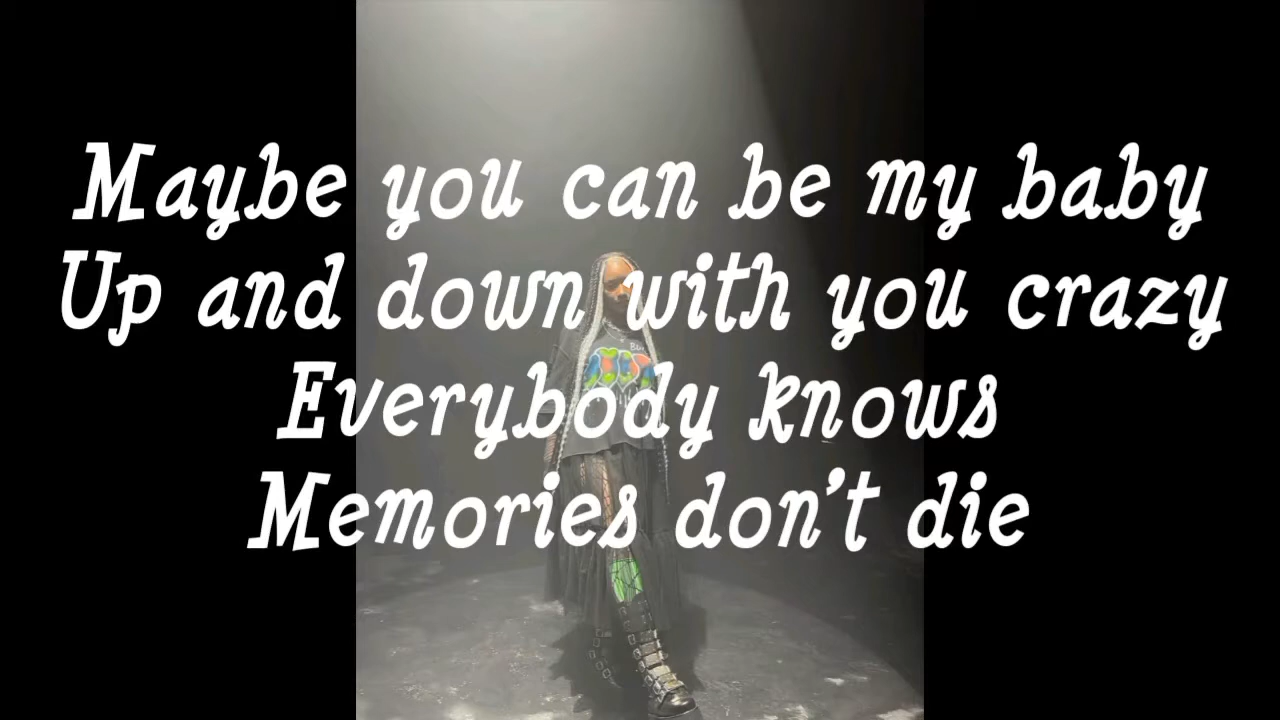 Maybe you can be my baby
Up and down with you crazy
Everybody knows
Memories don't die